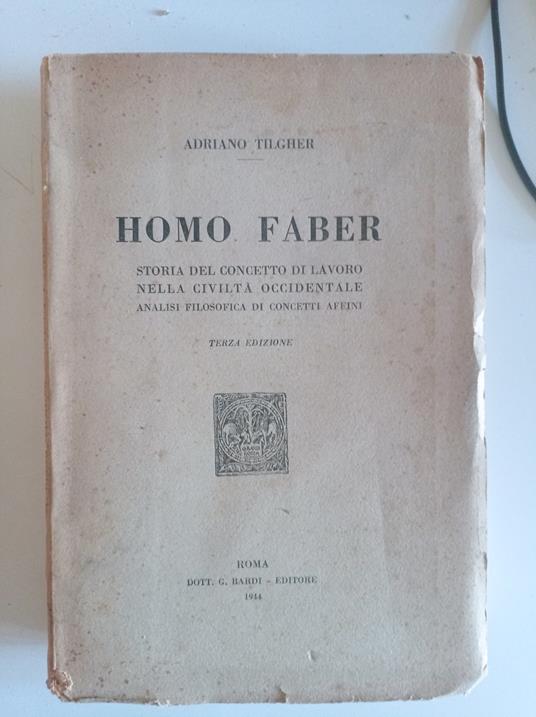 ADRIANO TILGHER
HOMO FABER
STORIA DEL CONCETTO DI LAVORO
NELLA CIVILTÀ OCCIDENTALE
ANALISI FILOSOFICA DI CONCETTI AFFINI
TERZA EDIZIONE
ROMA
DOTT. G. BARDI - EDITORE
1944